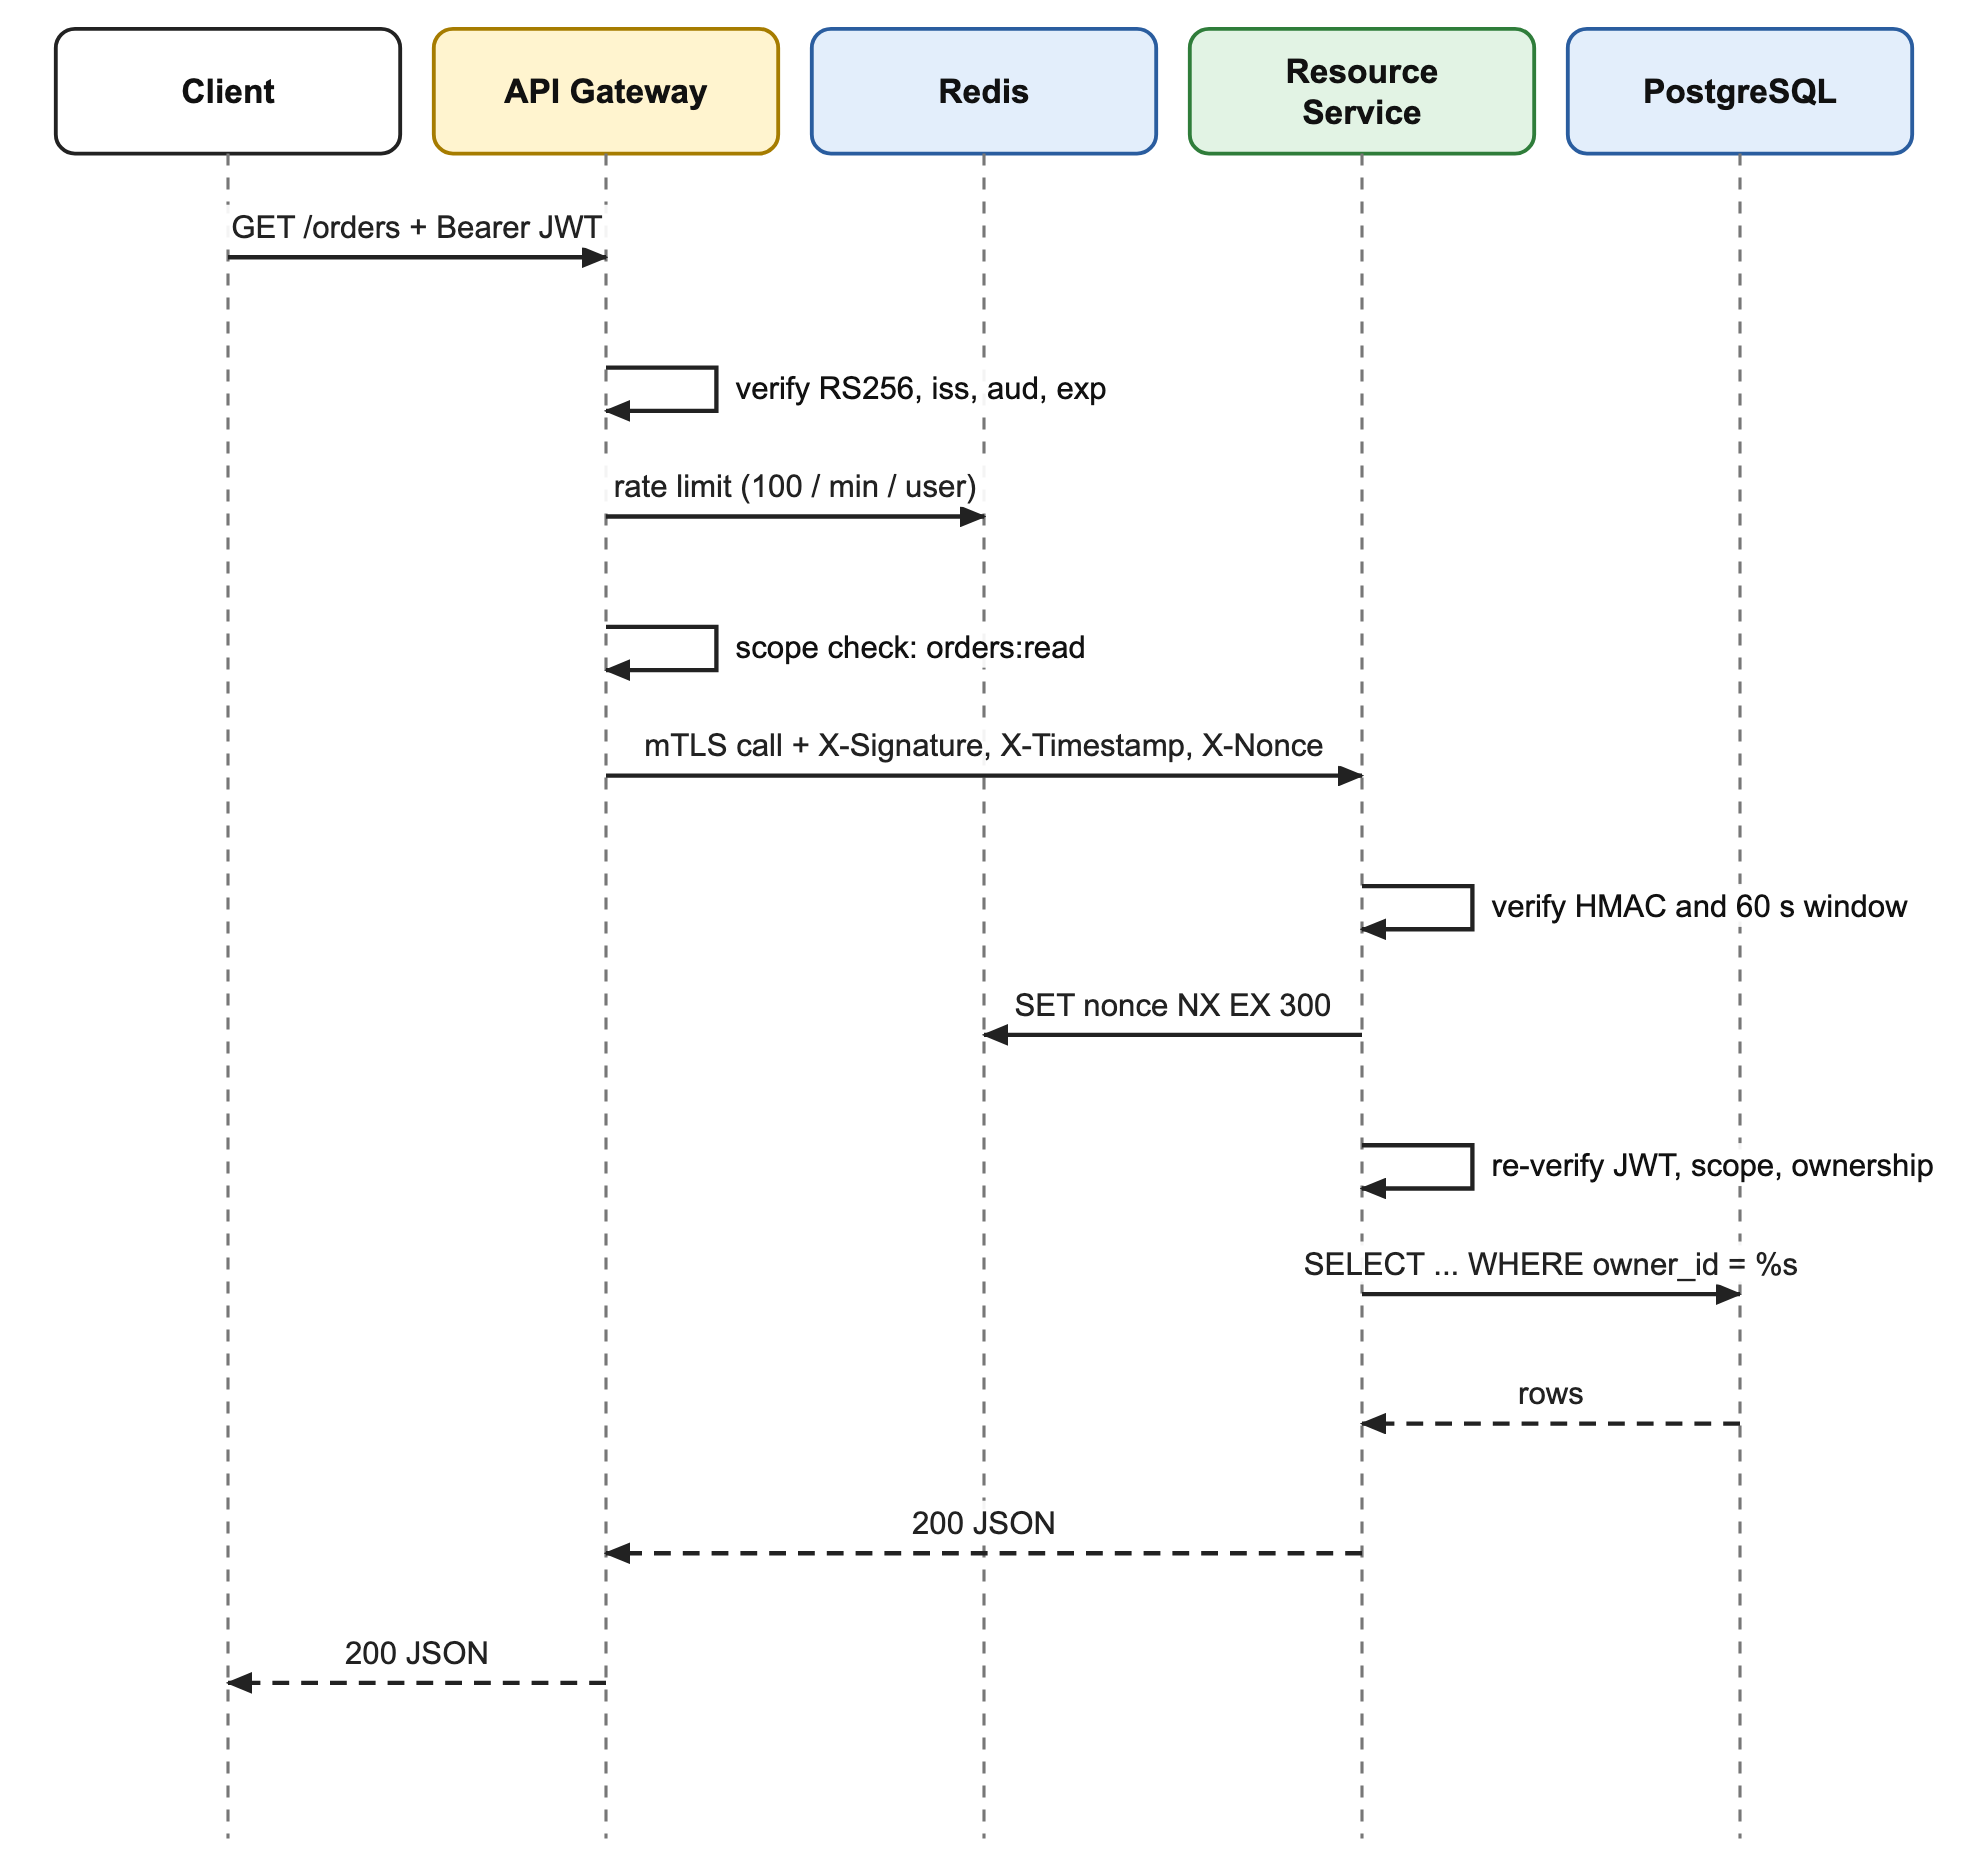 Client
API Gateway
Redis
Resource
Service
PostgreSQL
GET /orders + Bearer JWT
verify RS256, iss, aud, exp
rate limit (100 / min / user)
scope check: orders:read
mTLS call + X-Signature, X-Timestamp, X-Nonce
verify HMAC and 60 s window
SET nonce NX EX 300
re-verify JWT, scope, ownership
SELECT ... WHERE owner_id = %s
rows
200 JSON
200 JSON